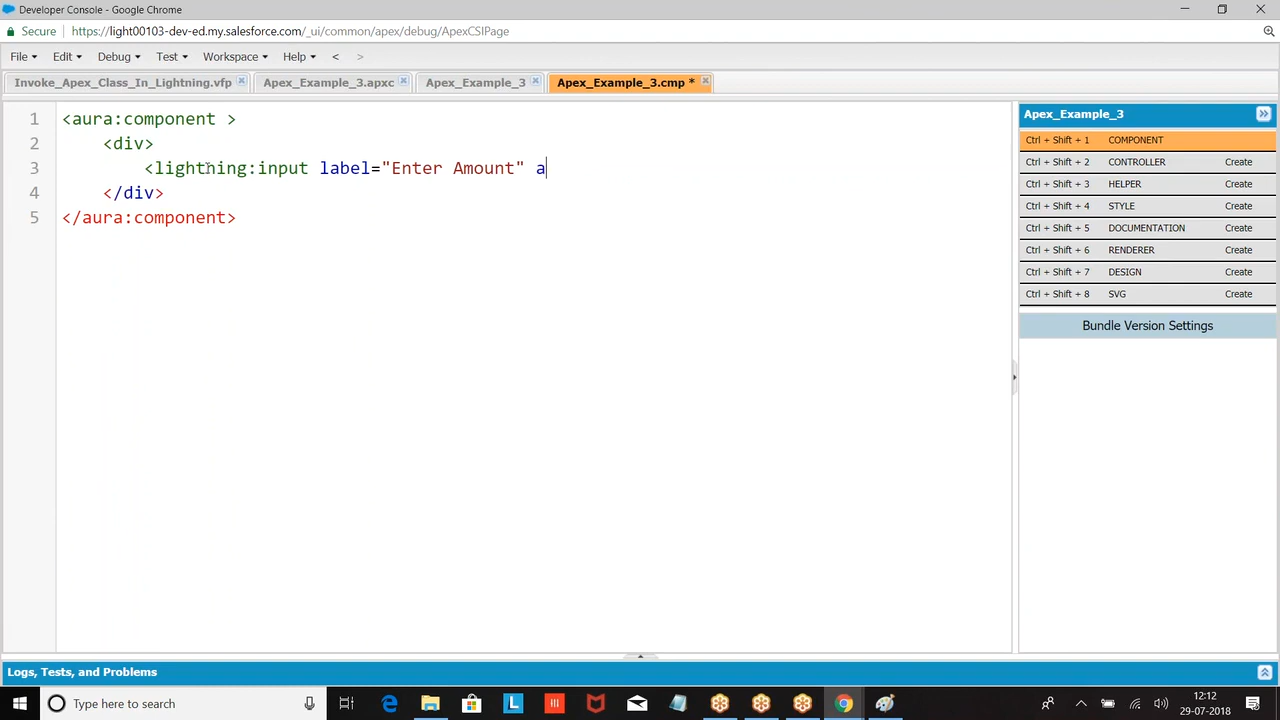 Developer Console - Google Chrome
Secure https://light00103-dev-ed.my.salesforce.com/_ui/common/apex/debug/ApexCSIPage
File Edit Debug Test Workspace Help < >
Invoke_Apex_Class_In_Lightning.vfp Apex_Example_3.apxc Apex_Example_3 Apex_Example_3.cmp *
1 <aura:component >
2 <div>
3 <lightning:input label="Enter Amount" a
4 </div>
5 </aura:component>
Apex_Example_3
Ctrl + Shift + 1 COMPONENT
Ctrl + Shift + 2 CONTROLLER Create
Ctrl + Shift + 3 HELPER Create
Ctrl + Shift + 4 STYLE Create
Ctrl + Shift + 5 DOCUMENTATION Create
Ctrl + Shift + 6 RENDERER Create
Ctrl + Shift + 7 DESIGN Create
Ctrl + Shift + 8 SVG Create
Bundle Version Settings
Logs, Tests, and Problems
Type here to search
12:12
29-07-2018